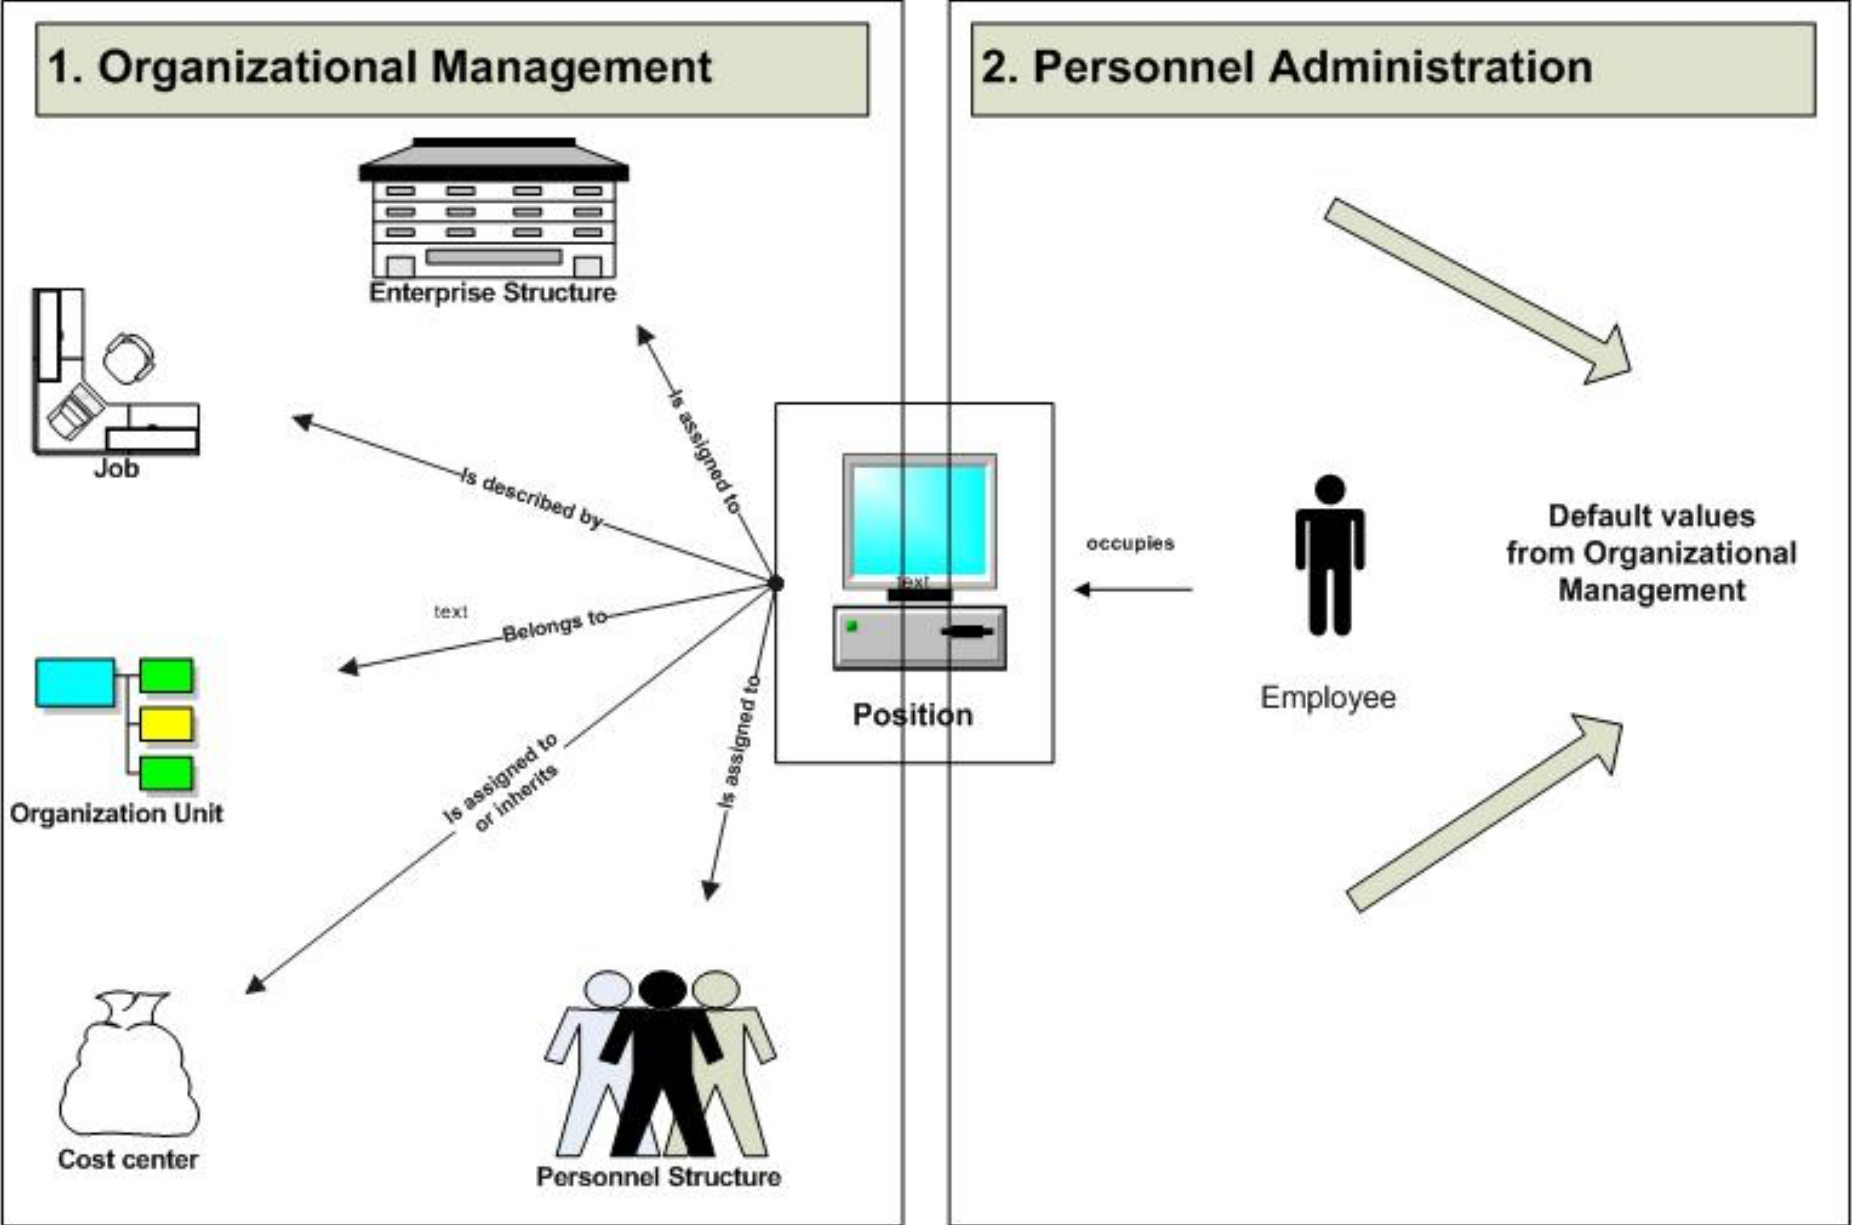 1. Organizational Management
2. Personnel Administration
Enterprise Structure
Job
Is assigned to
Is described by
text
Belongs to
Organization Unit
Is assigned to
or inherits
Is assigned to
Cost center
Personnel Structure
text
Position
occupies
Employee
Default values
from Organizational
Management